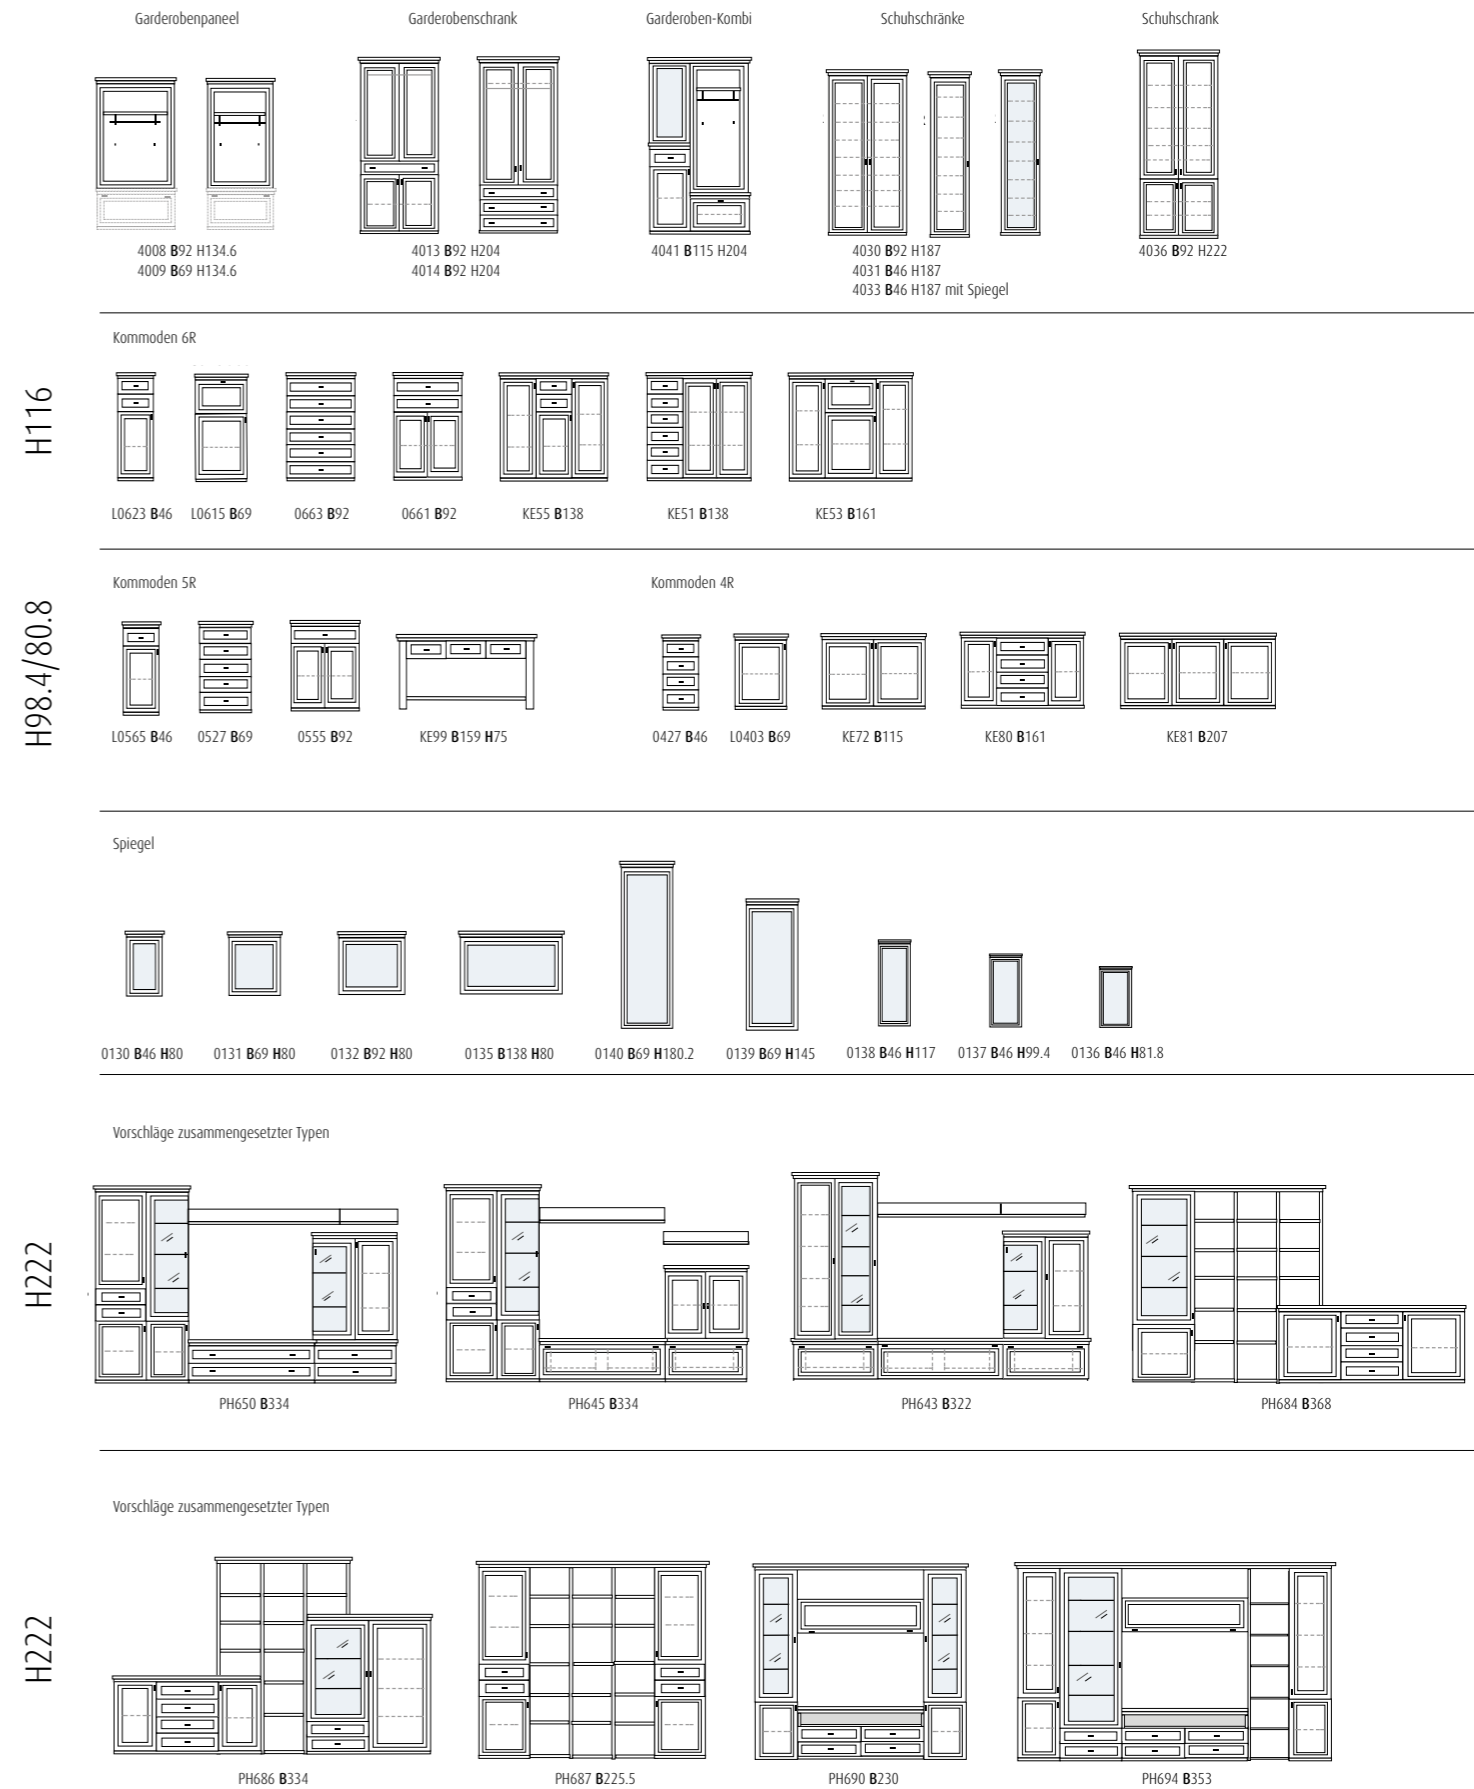 Garderobenpaneel
Garderobenschrank
Garderoben-Kombi
Schuhschränke
Schuhschrank
4008 B92 H134.6
4009 B69 H134.6
4013 B92 H204
4014 B92 H204
4041 B115 H204
4030 B92 H187
4031 B46 H187
4033 B46 H187 mit Spiegel
4036 B92 H222
H116
Kommoden 6R
L0623 B46
L0615 B69
0663 B92
0661 B92
KE55 B138
KE51 B138
KE53 B161
H98.4/80.8
Kommoden 5R
Kommoden 4R
L0565 B46
0527 B69
0555 B92
KE99 B159 H75
0427 B46
L0403 B69
KE72 B115
KE80 B161
KE81 B207
Spiegel
0130 B46 H80
0131 B69 H80
0132 B92 H80
0135 B138 H80
0140 B69 H180.2
0139 B69 H145
0138 B46 H117
0137 B46 H99.4
0136 B46 H81.8
H222
Vorschläge zusammengesetzter Typen
PH650 B334
PH645 B334
PH643 B322
PH684 B368
H222
Vorschläge zusammengesetzter Typen
PH686 B334
PH687 B225.5
PH690 B230
PH694 B353